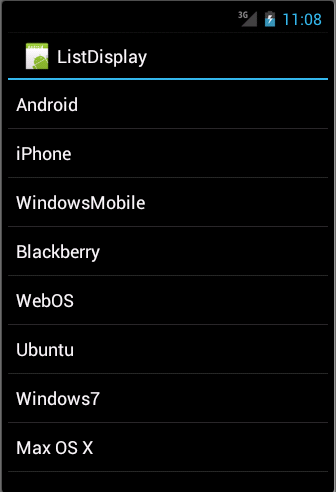 3G 11:08
ListDisplay
Android
iPhone
WindowsMobile
Blackberry
WebOS
Ubuntu
Windows7
Max OS X